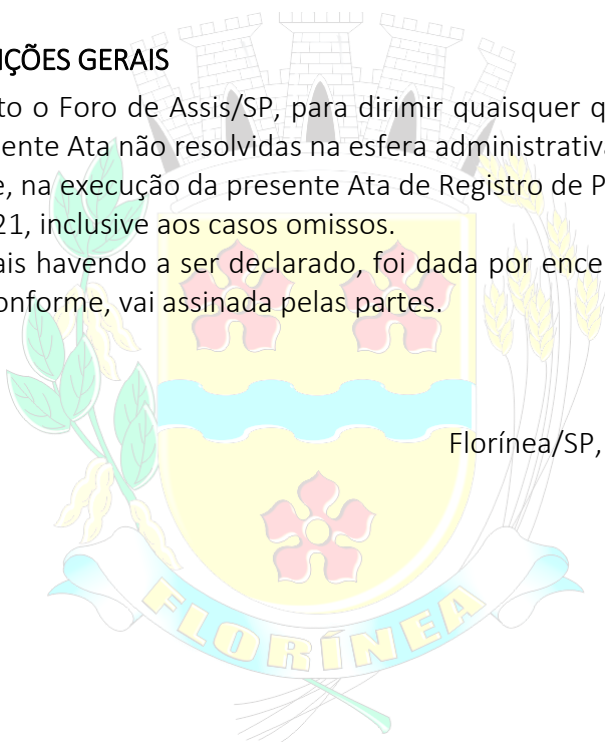 IÇÕES GERAIS
to o Foro de Assis/SP, para dirimir quaisquer q
ente Ata não resolvidas na esfera administrativa
e, na execução da presente Ata de Registro de P
21, inclusive aos casos omissos.
ais havendo a ser declarado, foi dada por ence
onforme, vai assinada pelas partes.
Florínea/SP,
FLORÍNEA